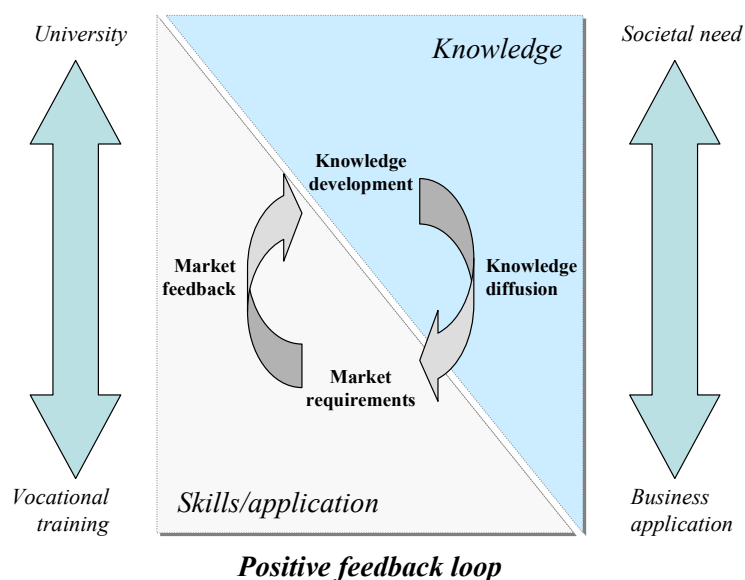 University
Societal need
Knowledge
Knowledge
development
Market
feedback
Knowledge
diffusion
Market
requirements
Vocational
training
Skills/application
Business
application
Positive feedback loop